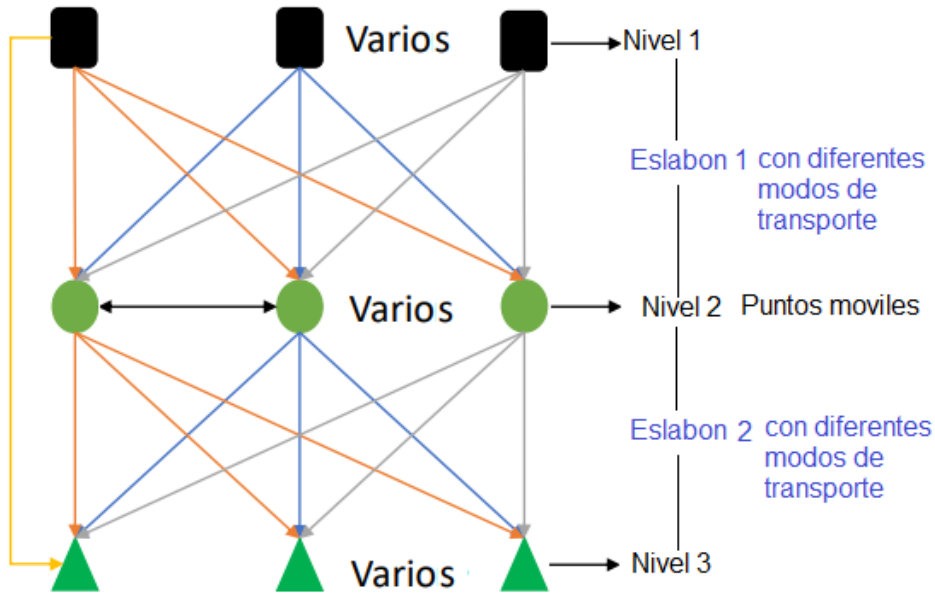 Varios
Nivel 1
Eslabon 1 con diferentes
modos de
transporte
Varios
Nivel 2 Puntos moviles
Eslabon 2 con diferentes
modos de
transporte
Varios
Nivel 3